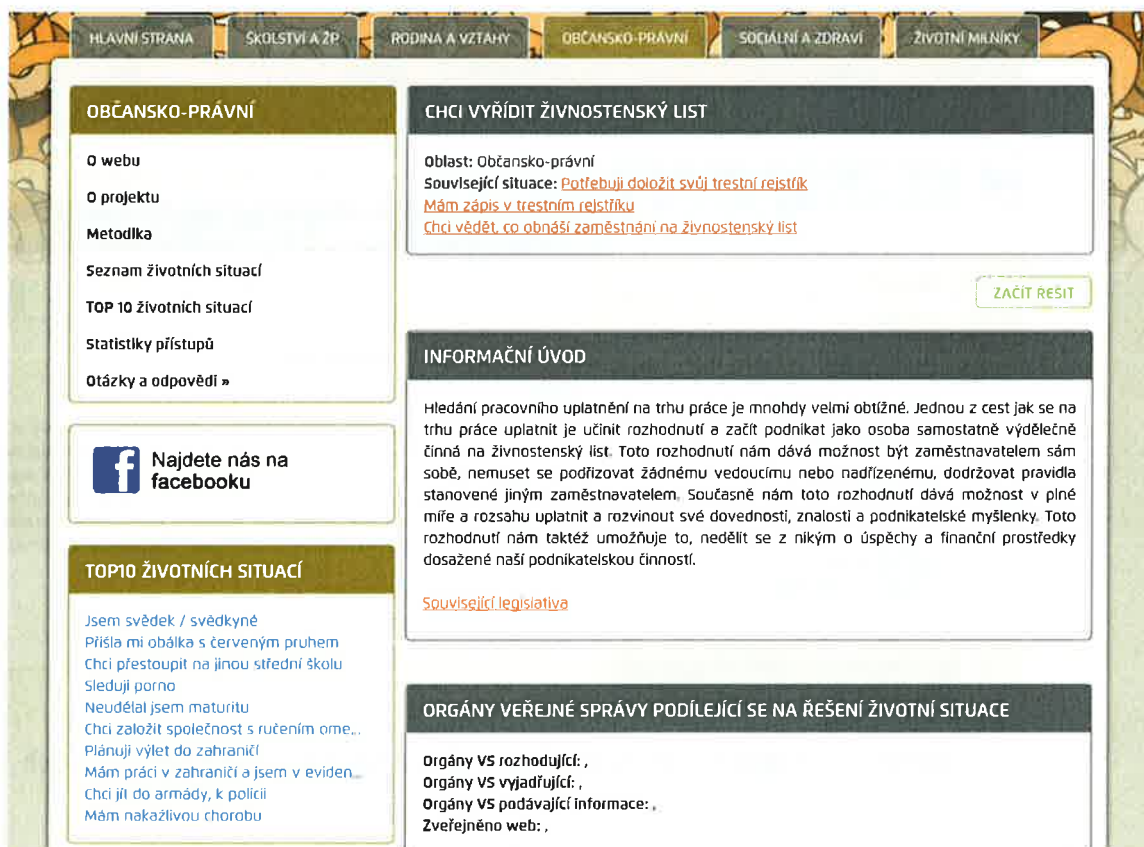 HLAVNÍ STRANA
ŠKOLSTVÍ A ŽP
RODINA A VZTAHY
OBČANSKO-PRÁVNÍ
SOCIÁLNÍ A ZDRAVÍ
ŽIVOTNÍ MILNÍKY
OBČANSKO-PRÁVNÍ
O webu
O projektu
Metodika
Seznam životních situací
TOP 10 životních situací
Statistiky přístupů
Otázky a odpovědi »
Najdete nás na
facebooku
TOP10 ŽIVOTNÍCH SITUACÍ
Jsem svědek / svědkyně
Přišla mi obálka s červeným pruhem
Chci přestoupit na jinou střední školu
Sleduji porno
Neudělal jsem maturitu
Chci založit společnost s ručením ome...
Plánuji výlet do zahraničí
Mám práci v zahraničí a jsem v eviden...
Chci jít do armády, k policii
Mám nakažlivou chorobu
CHCI VYŘÍDIT ŽIVNOSTENSKÝ LIST
Oblast: Občansko-právní
Související situace: Potřebuji doložit svůj trestní rejstřík
Mám zápis v trestním rejstříku
Chci vědět, co obnáší zaměstnání na živnostenský list
ZAČÍT ŘEŠIT
INFORMAČNÍ ÚVOD
Hledání pracovního uplatnění na trhu práce je mnohdy velmi obtížné. Jednou z cest jak se na
trhu práce uplatnit je učinit rozhodnutí a začít podnikat jako osoba samostatně výdělečně
činná na živnostenský list. Toto rozhodnutí nám dává možnost být zaměstnavatelem sám
sobě, nemuset se podřizovat žádnému vedoucímu nebo nadřízenému, dodržovat pravidla
stanovené jiným zaměstnavatelem. Současně nám toto rozhodnutí dává možnost v plné
míře a rozsahu uplatnit a rozvinout své dovednosti, znalosti a podnikatelské myšlenky. Toto
rozhodnutí nám taktéž umožňuje to, nedělit se z nikým o úspěchy a finanční prostředky
dosažené naší podnikatelskou činností.
Související legislativa
ORGÁNY VEŘEJNÉ SPRÁVY PODÍLEJÍCÍ SE NA ŘEŠENÍ ŽIVOTNÍ SITUACE
Orgány VS rozhodující: ,
Orgány VS vyjadřující: ,
Orgány VS podávající informace: ,
Zveřejněno web: ,